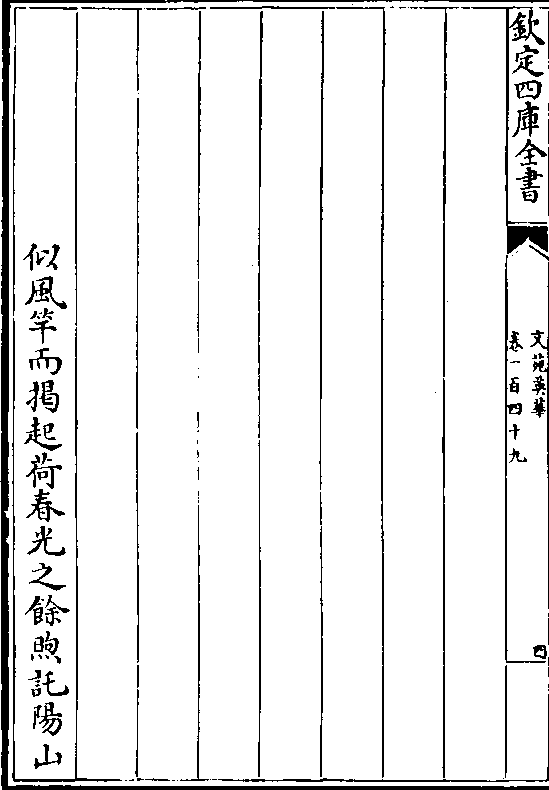 欽定四庫全書
文苑英華
卷一百四十九
四
似風竿而揭起荷春光之餘煦託陽山